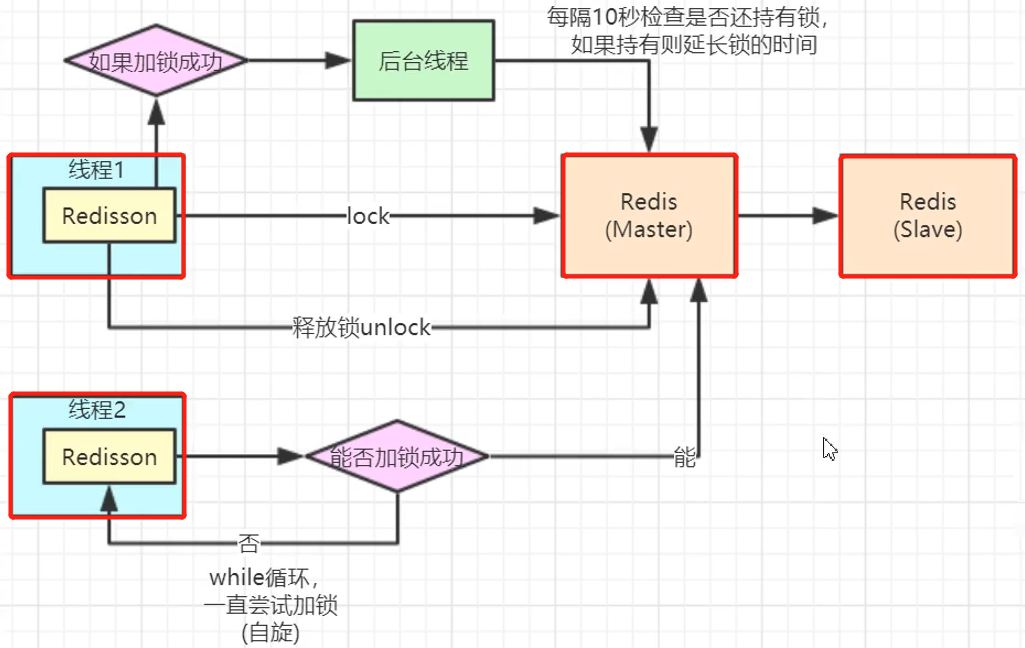 每隔10秒检查是否还持有锁，
如果持有则延长锁的时间
如果加锁成功
后台线程
线程1
Redisson
lock
Redis
(Master)
Redis
(Slave)
释放锁unlock
线程2
Redisson
能否加锁成功
能
否
while循环，
一直尝试加锁
(自旋)